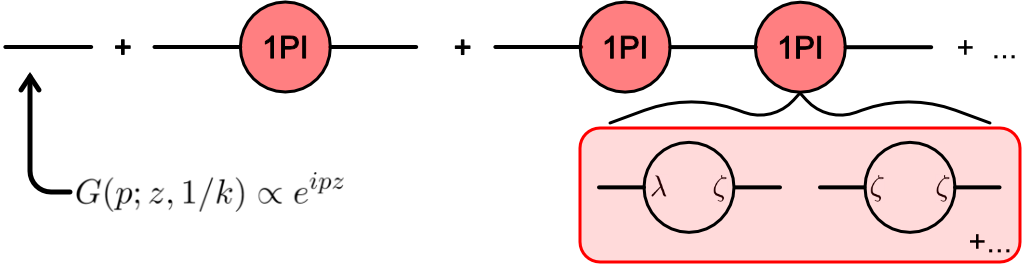 + 1PI + 1PI 1PI + ...
G(p; z, 1/k) ∝ e^{ipz}
λ ζ ζ ζ
+...